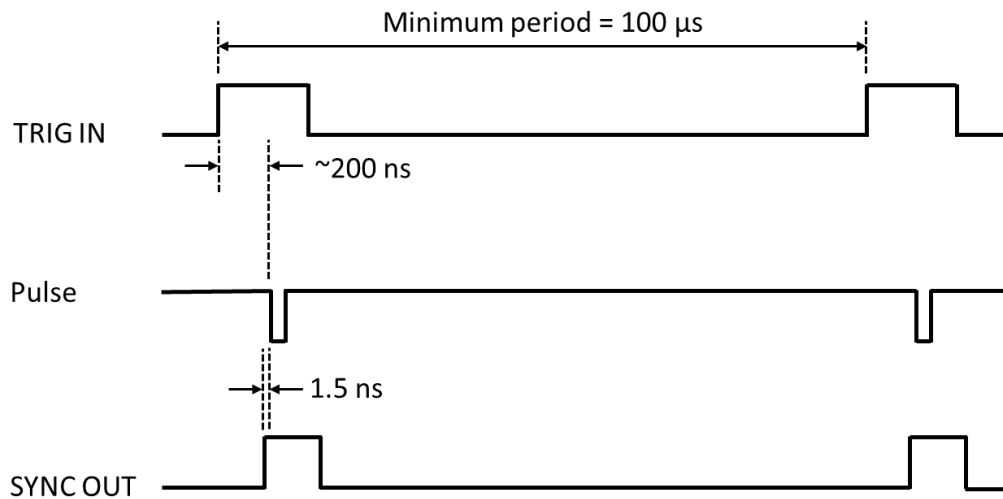 Minimum period = 100 µs
TRIG IN
~200 ns
Pulse
1.5 ns
SYNC OUT